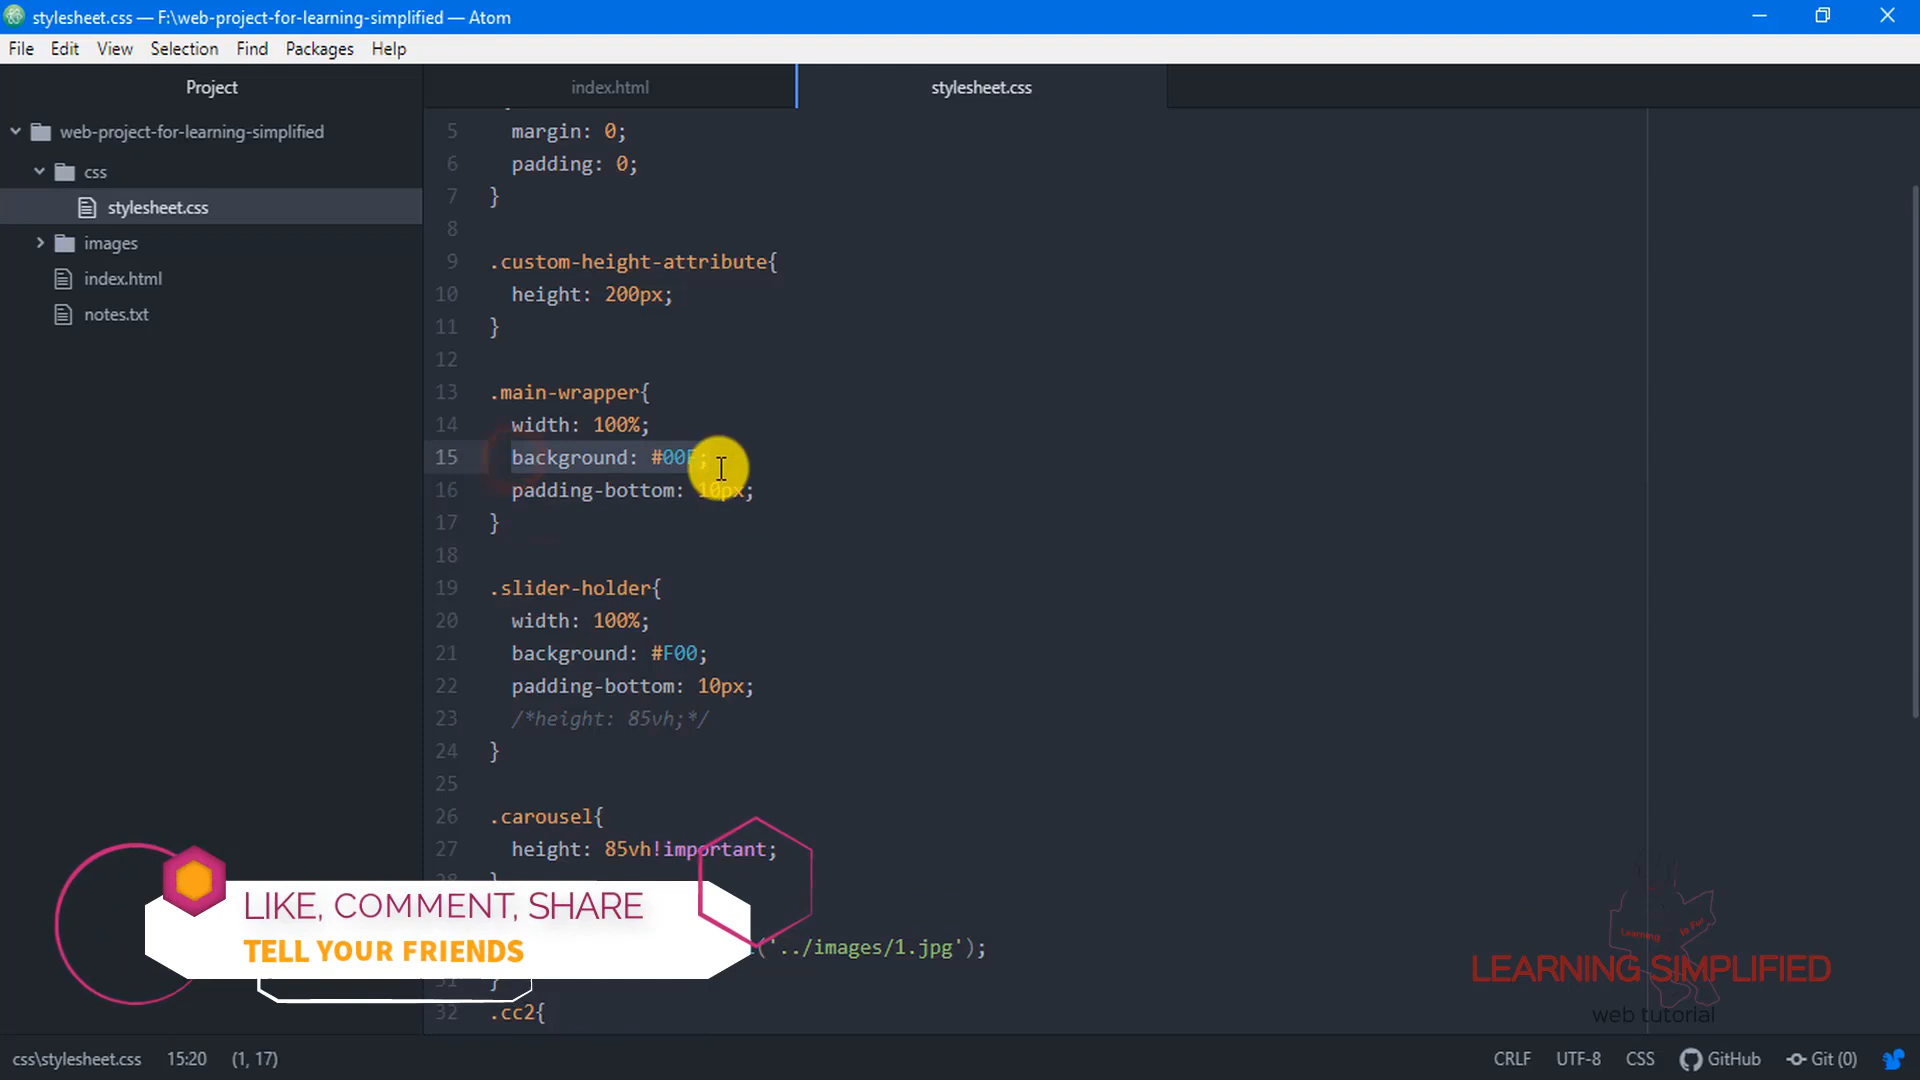 stylesheet.css — F:\web-project-for-learning-simplified — Atom
File Edit View Selection Find Packages Help
Project
index.html
stylesheet.css
web-project-for-learning-simplified
css
stylesheet.css
images
index.html
notes.txt
5 margin: 0;
6 padding: 0;
7 }
8
9 .custom-height-attribute{
10 height: 200px;
11 }
12
13 .main-wrapper{
14 width: 100%;
15 background: #00F;
16 padding-bottom: 10px;
17 }
18
19 .slider-holder{
20 width: 100%;
21 background: #F00;
22 padding-bottom: 10px;
23 /*height: 85vh;*/
24 }
25
26 .carousel{
27 height: 85vh!important;
('../images/1.jpg');
31 }
32 .cc2{
LIKE, COMMENT, SHARE
TELL YOUR FRIENDS
Learning Is Fun
LEARNING SIMPLIFIED
web tutorial
css\stylesheet.css 15:20 (1, 17) CRLF UTF-8 CSS GitHub Git (0)